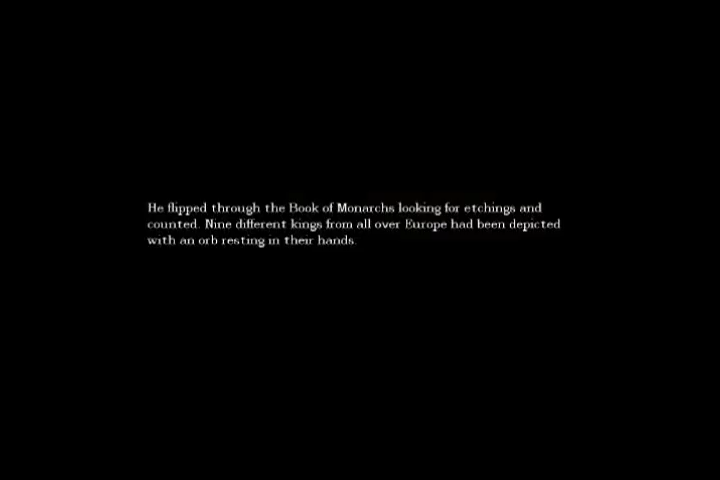 He flipped through the Book of Monarchs looking for etchings and
counted. Nine different kings from all over Europe had been depicted
with an orb resting in their hands.